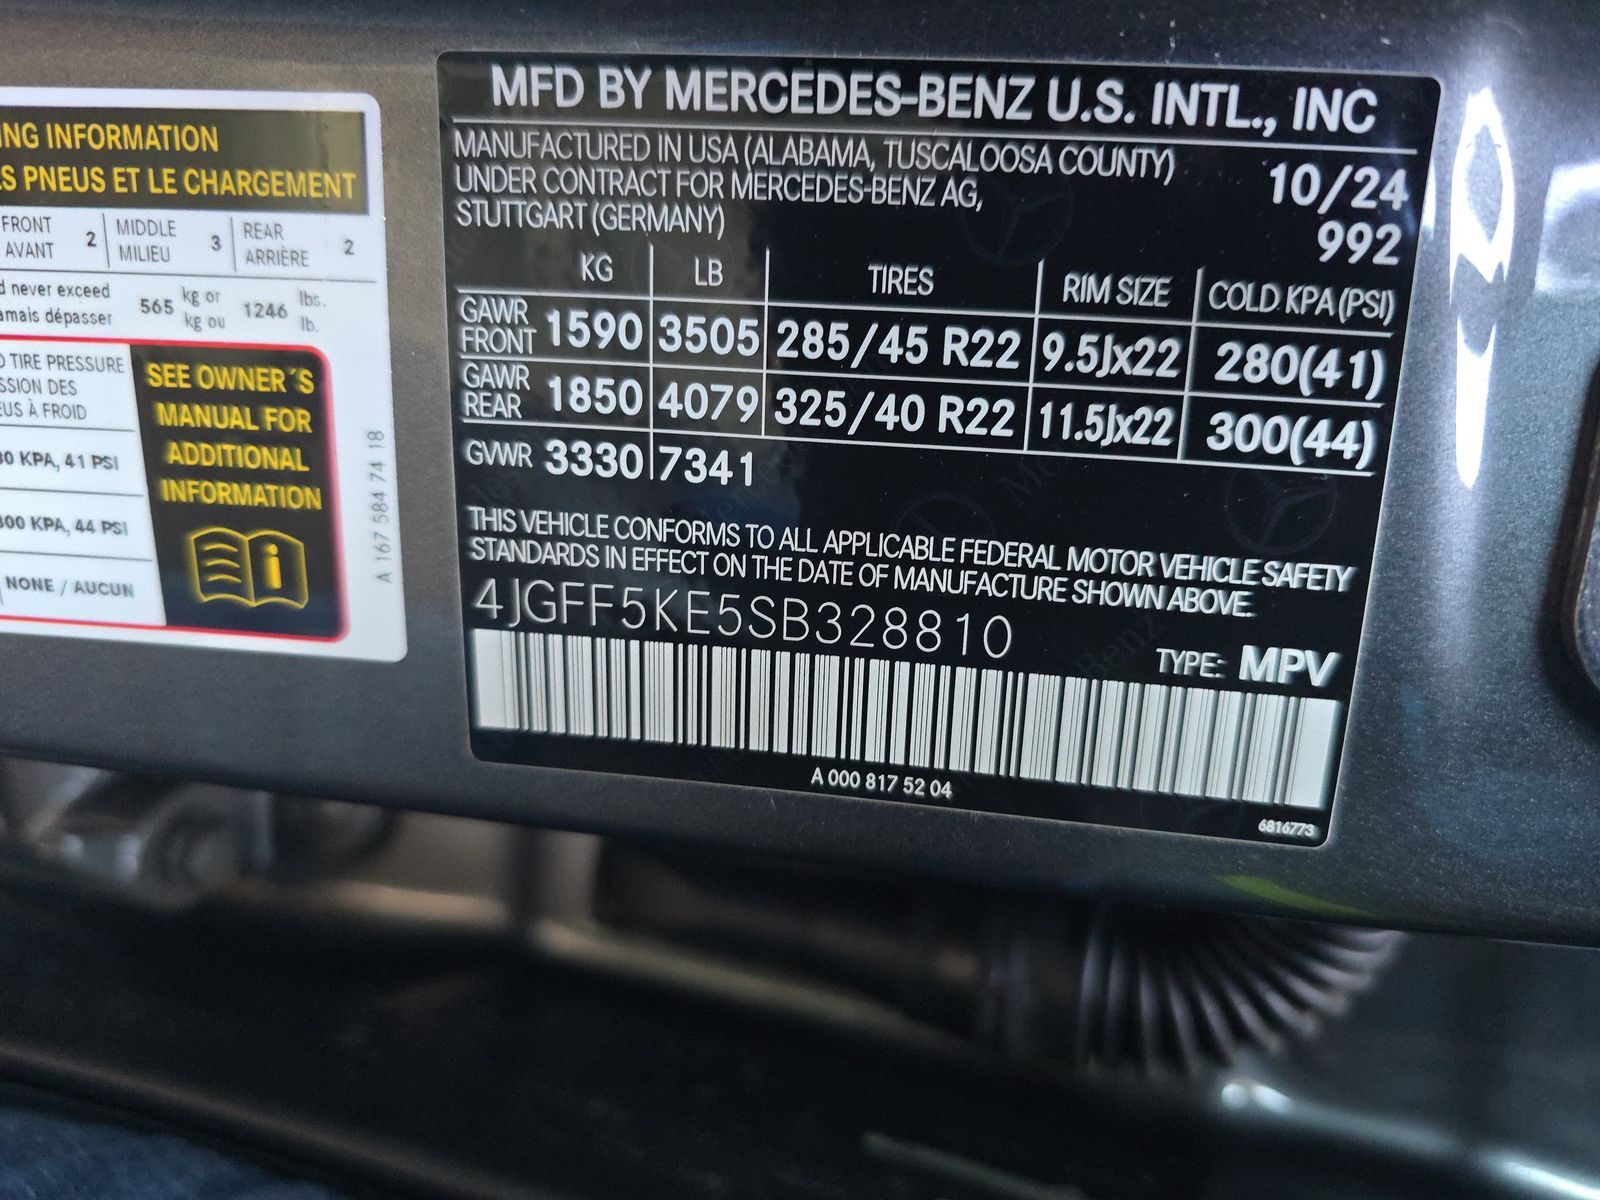 ING INFORMATION
S PNEUS ET LE CHARGEMENT
FRONT
AVANT 2
MIDDLE
MILIEU 3
REAR
ARRIÈRE 2
never exceed
amais dépasser
565 kg or
kg ou
1246 lbs.
lb.
TIRE PRESSURE
SSION DES
US À FROID
80 KPA, 41 PSI
300 KPA, 44 PSI
NONE / AUCUN
SEE OWNER´S
MANUAL FOR
ADDITIONAL
INFORMATION
A 167 584 74 18
MFD BY MERCEDES-BENZ U.S. INTL., INC
MANUFACTURED IN USA (ALABAMA, TUSCALOOSA COUNTY)
UNDER CONTRACT FOR MERCEDES-BENZ AG,
STUTTGART (GERMANY)
10/24
992
KG LB TIRES RIM SIZE COLD KPA (PSI)
GAWR
FRONT 1590 3505 285/45 R22 9.5Jx22 280(41)
GAWR
REAR 1850 4079 325/40 R22 11.5Jx22 300(44)
GVWR 3330 7341
THIS VEHICLE CONFORMS TO ALL APPLICABLE FEDERAL MOTOR VEHICLE SAFETY
STANDARDS IN EFFECT ON THE DATE OF MANUFACTURE SHOWN ABOVE.
4JGFF5KE5SB328810
TYPE: MPV
A 000 817 52 04
6816773